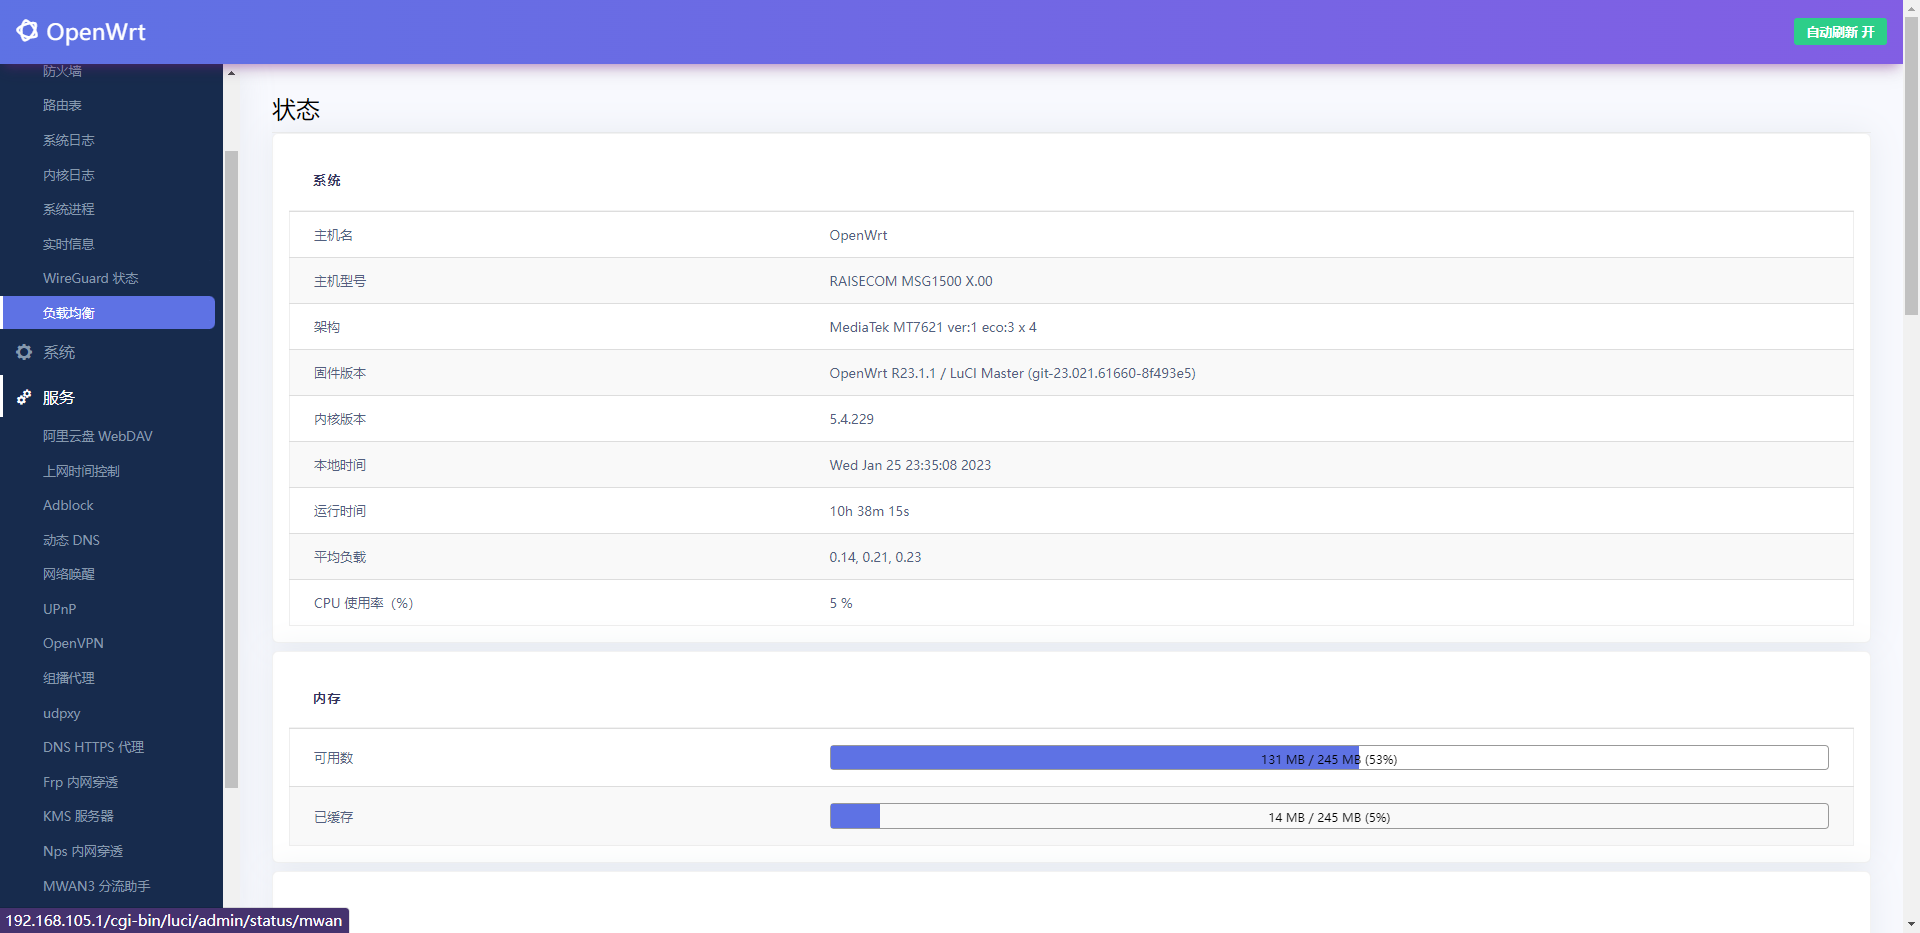 OpenWrt
自动刷新 开
防火墙
路由表
系统日志
内核日志
系统进程
实时信息
WireGuard 状态
负载均衡
系统
服务
阿里云盘 WebDAV
上网时间控制
Adblock
动态 DNS
网络唤醒
UPnP
OpenVPN
组播代理
udpxy
DNS HTTPS 代理
Frp 内网穿透
KMS 服务器
Nps 内网穿透
MWAN3 分流助手
192.168.105.1/cgi-bin/luci/admin/status/mwan
状态
系统
主机名 OpenWrt
主机型号 RAISECOM MSG1500 X.00
架构 MediaTek MT7621 ver:1 eco:3 x 4
固件版本 OpenWrt R23.1.1 / LuCI Master (git-23.021.61660-8f493e5)
内核版本 5.4.229
本地时间 Wed Jan 25 23:35:08 2023
运行时间 10h 38m 15s
平均负载 0.14, 0.21, 0.23
CPU 使用率（%） 5 %
内存
可用数 131 MB / 245 MB (53%)
已缓存 14 MB / 245 MB (5%)